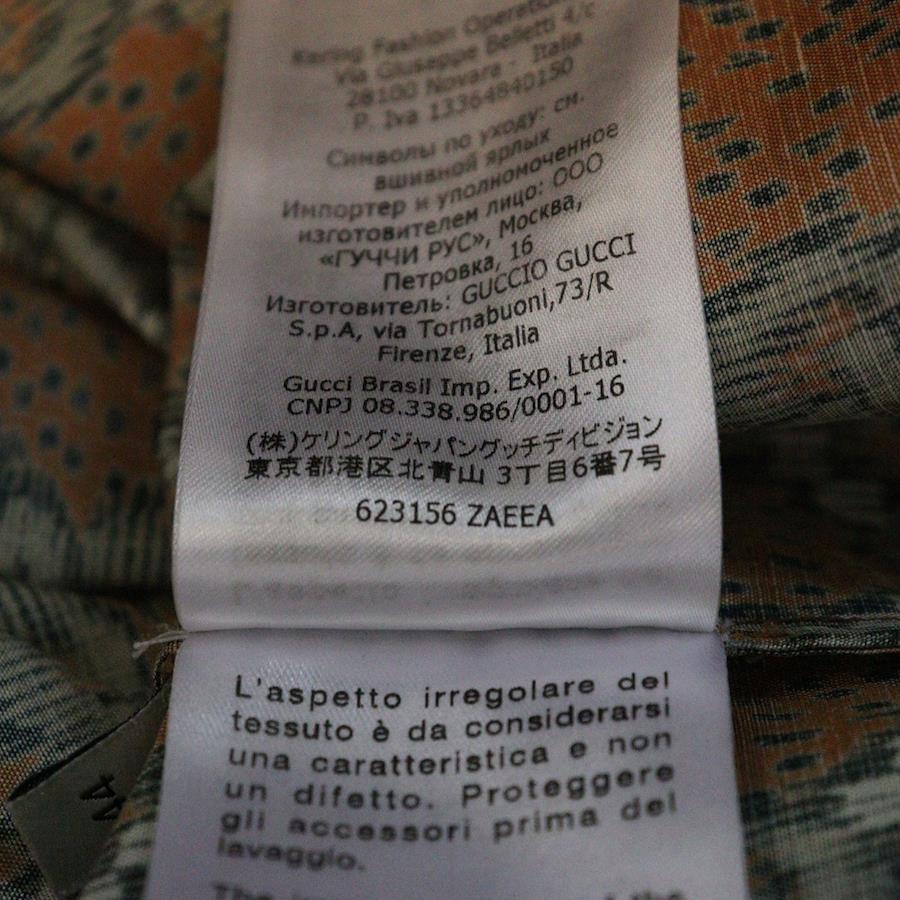 Kering Fashion Operations
Via Giuseppe Belletti 4/c
28100 Novara - Italia
P. Iva 13364840150
Символы по уходу: см.
вшивной ярлык
Импортер и уполномоченное
изготовителем лицо: ООО
«ГУЧЧИ РУС», Москва,
Петровка, 16
Изготовитель: GUCCIO GUCCI
S.p.A, via Tornabuoni,73/R
Firenze, Italia
Gucci Brasil Imp. Exp. Ltda.
CNPJ 08.338.986/0001-16
(株)ケリングジャパングッチディビジョン
東京都港区北青山 3丁目6番7号
623156 ZAEEA
L'aspetto irregolare del
tessuto è da considerarsi
una caratteristica e non
un difetto. Proteggere
gli accessori prima del
lavaggio.
The
44